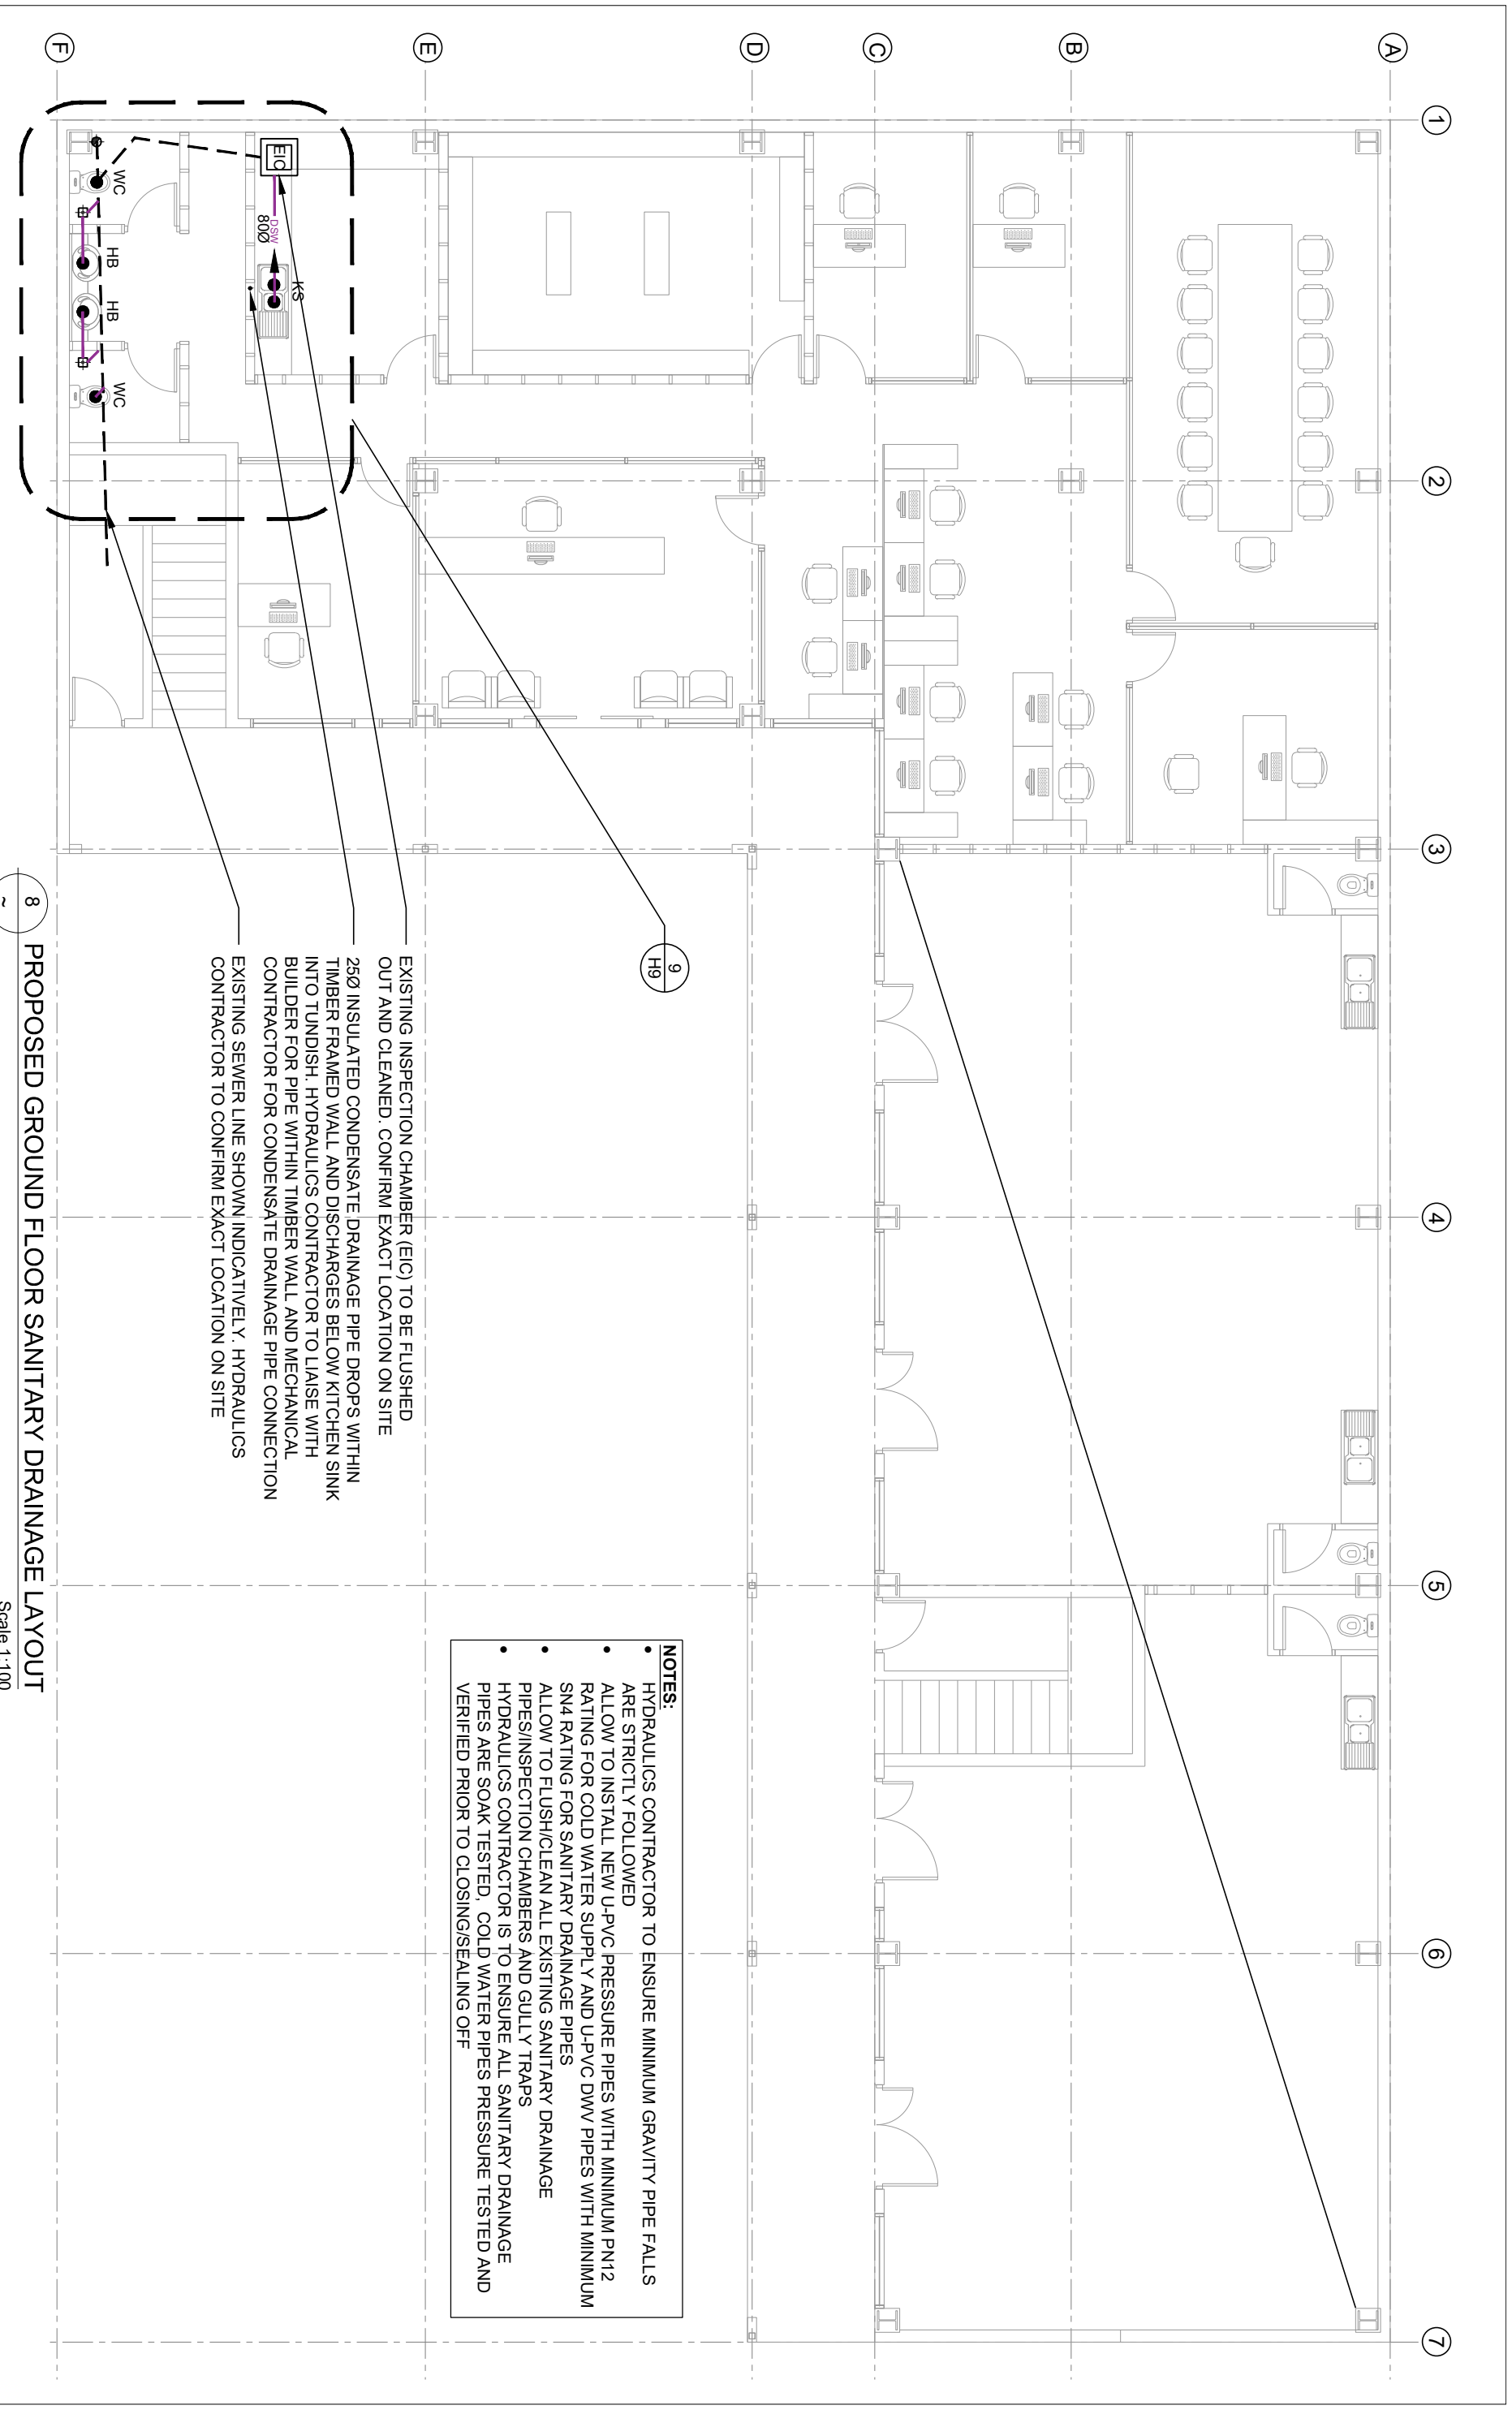 1
2
3
4
5
6
7
A
B
C
D
E
F
EIC
DSW
80Ø
KS
WC
HB
HB
WC
9
H9
EXISTING INSPECTION CHAMBER (EIC) TO BE FLUSHED
OUT AND CLEANED. CONFIRM EXACT LOCATION ON SITE
25Ø INSULATED CONDENSATE DRAINAGE PIPE DROPS WITHIN
TIMBER FRAMED WALL AND DISCHARGES BELOW KITCHEN SINK
INTO TUNDISH. HYDRAULICS CONTRACTOR TO LIAISE WITH
BUILDER FOR PIPE WITHIN TIMBER WALL AND MECHANICAL
CONTRACTOR FOR CONDENSATE DRAINAGE PIPE CONNECTION
EXISTING SEWER LINE SHOWN INDICATIVELY. HYDRAULICS
CONTRACTOR TO CONFIRM EXACT LOCATION ON SITE
NOTES:
• HYDRAULICS CONTRACTOR TO ENSURE MINIMUM GRAVITY PIPE FALLS
ARE STRICTLY FOLLOWED
• ALLOW TO INSTALL NEW U-PVC PRESSURE PIPES WITH MINIMUM PN12
RATING FOR COLD WATER SUPPLY AND U-PVC DWV PIPES WITH MINIMUM
SN4 RATING FOR SANITARY DRAINAGE PIPES
• ALLOW TO FLUSH/CLEAN ALL EXISTING SANITARY DRAINAGE
PIPES/INSPECTION CHAMBERS AND GULLY TRAPS
• HYDRAULICS CONTRACTOR IS TO ENSURE ALL SANITARY DRAINAGE
PIPES ARE SOAK TESTED, COLD WATER PIPES PRESSURE TESTED AND
VERIFIED PRIOR TO CLOSING/SEALING OFF
8
~
PROPOSED GROUND FLOOR SANITARY DRAINAGE LAYOUT
Scale 1:100